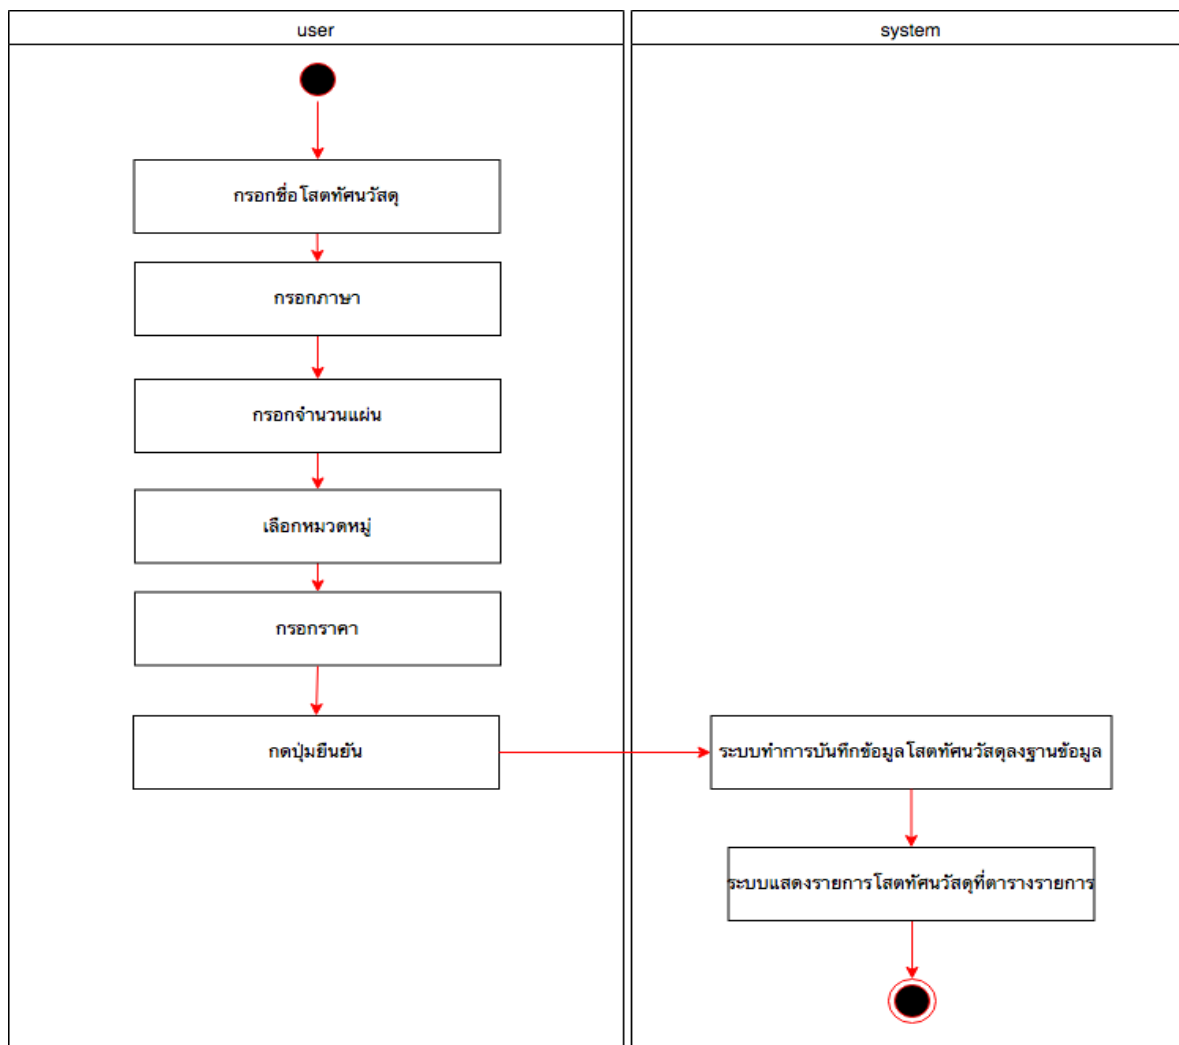 user
system
กรอกชื่อโสตทัศนวัสดุ
กรอกภาษา
กรอกจำนวนแผ่น
เลือกหมวดหมู่
กรอกราคา
กดปุ่มยืนยัน
ระบบทำการบันทึกข้อมูลโสตทัศนวัสดุลงฐานข้อมูล
ระบบแสดงรายการโสตทัศนวัสดุที่ตารางรายการ